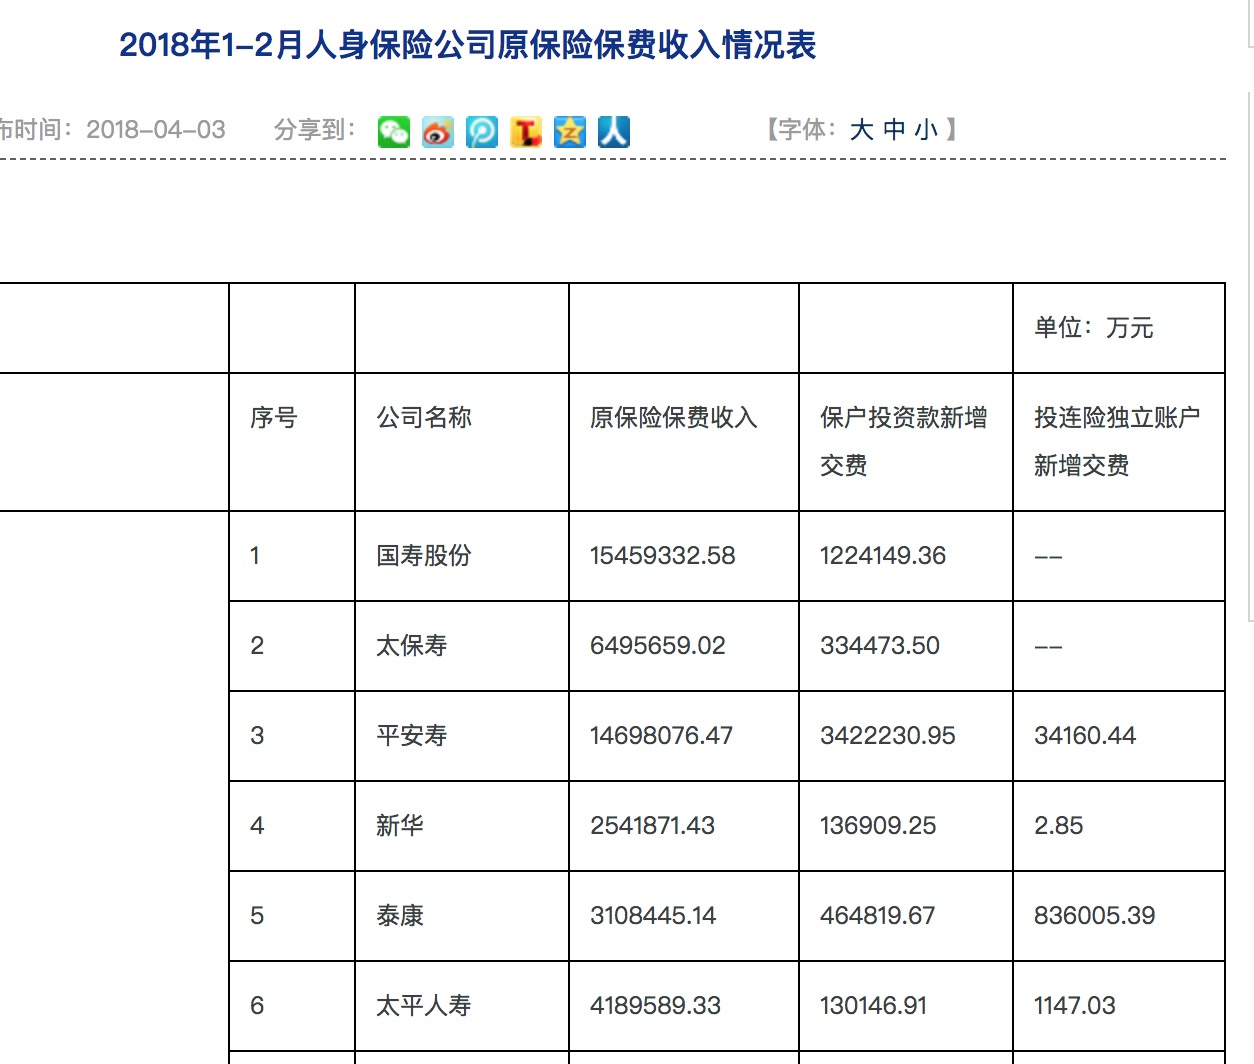 2018年1-2月人身保险公司原保险保费收入情况表
布时间：2018-04-03 分享到： 【字体：大 中 小】
单位：万元
序号 公司名称 原保险保费收入 保户投资款新增交费 投连险独立账户新增交费
1 国寿股份 15459332.58 1224149.36 --
2 太保寿 6495659.02 334473.50 --
3 平安寿 14698076.47 3422230.95 34160.44
4 新华 2541871.43 136909.25 2.85
5 泰康 3108445.14 464819.67 836005.39
6 太平人寿 4189589.33 130146.91 1147.03